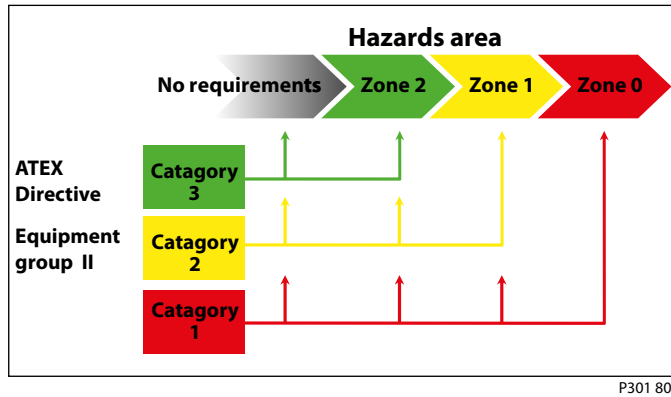 Hazards area
No requirements Zone 2 Zone 1 Zone 0
ATEX
Directive
Catagory
3
Equipment
group II
Catagory
2
Catagory
1
P301 80